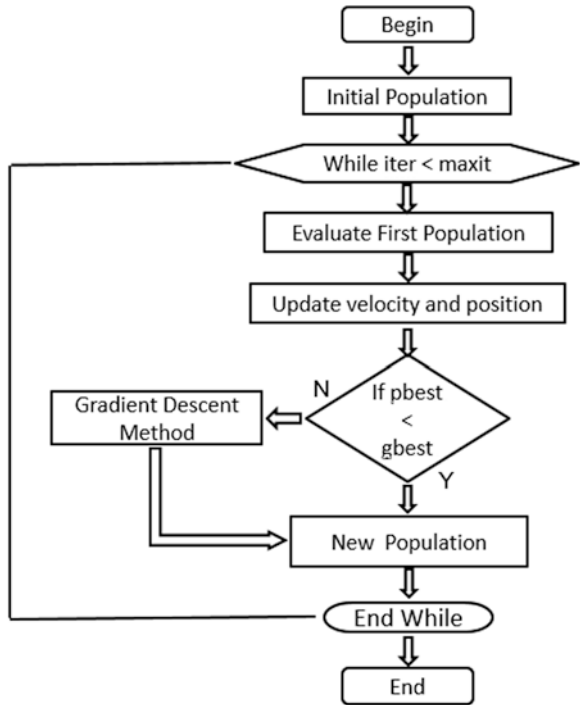 Begin
Initial Population
While iter < maxit
Evaluate First Population
Update velocity and position
N
If pbest
<
gbest
Gradient Descent
Method
Y
New Population
End While
End